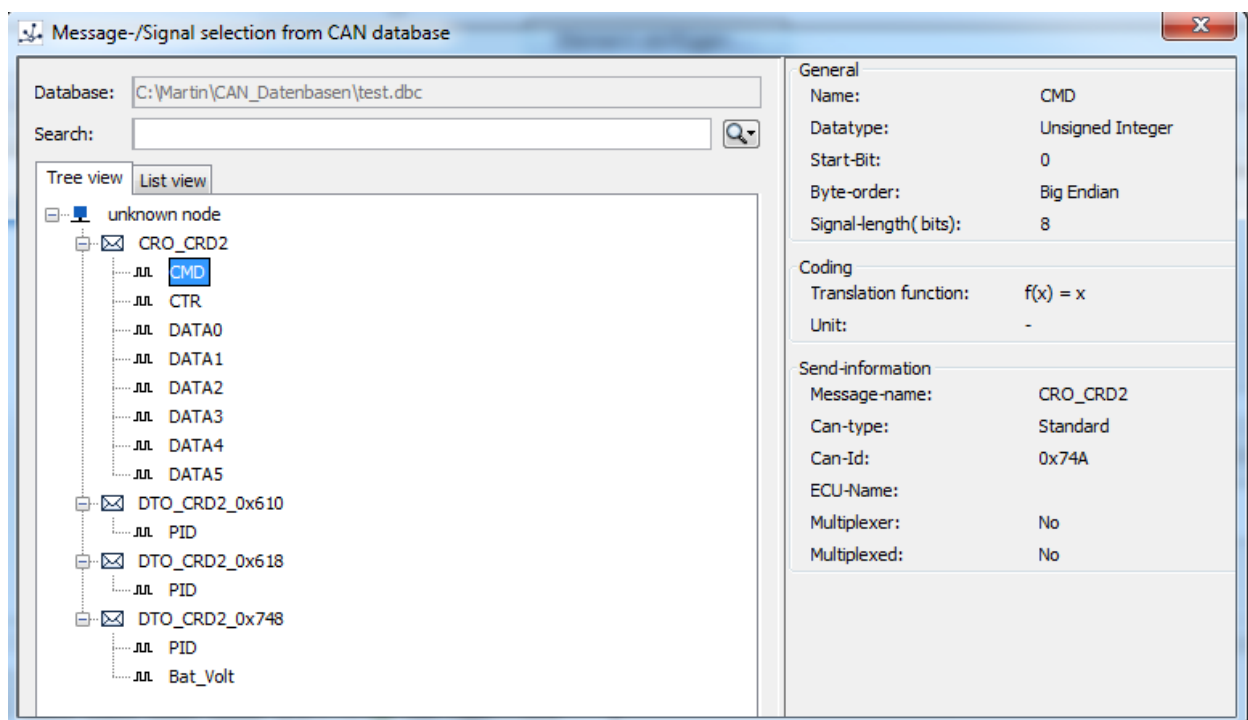 Message-/Signal selection from CAN database
X
Database: C:\Martin\CAN_Datenbasen\test.dbc
Search:
Tree view List view
unknown node
CRO_CRD2
CMD
CTR
DATA0
DATA1
DATA2
DATA3
DATA4
DATA5
DTO_CRD2_0x610
PID
DTO_CRD2_0x618
PID
DTO_CRD2_0x748
PID
Bat_Volt
General
Name: CMD
Datatype: Unsigned Integer
Start-Bit: 0
Byte-order: Big Endian
Signal-length( bits): 8
Coding
Translation function: f(x) = x
Unit: -
Send-information
Message-name: CRO_CRD2
Can-type: Standard
Can-Id: 0x74A
ECU-Name:
Multiplexer: No
Multiplexed: No